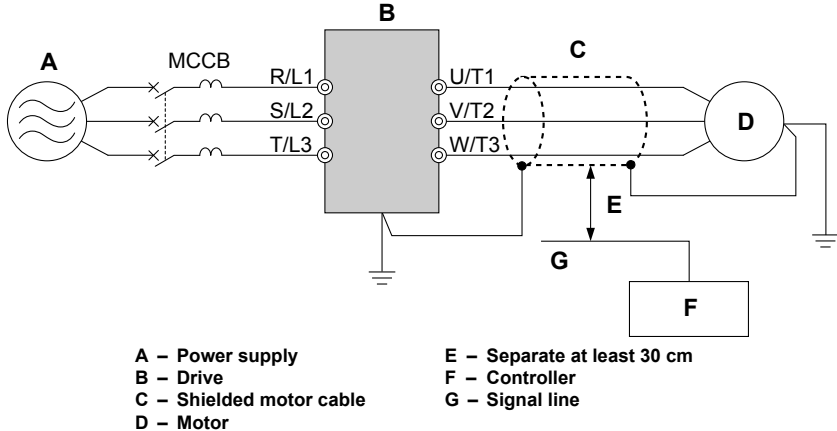 B
A
MCCB
C
R/L1
U/T1
S/L2
V/T2
D
T/L3
W/T3
E
G
F
A – Power supply
B – Drive
C – Shielded motor cable
D – Motor
E – Separate at least 30 cm
F – Controller
G – Signal line